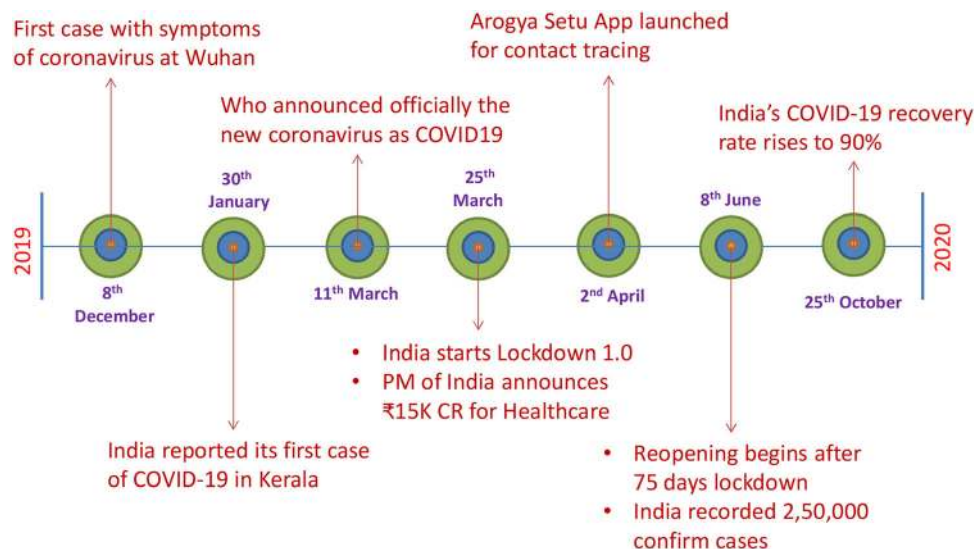 First case with symptoms
of coronavirus at Wuhan
Who announced officially the
new coronavirus as COVID19
Arogya Setu App launched
for contact tracing
India’s COVID-19 recovery
rate rises to 90%
2019
8th
December
30th
January
11th March
25th
March
2nd April
8th June
25th October
2020
India reported its first case
of COVID-19 in Kerala
• India starts Lockdown 1.0
• PM of India announces
₹15K CR for Healthcare
• Reopening begins after
75 days lockdown
• India recorded 2,50,000
confirm cases